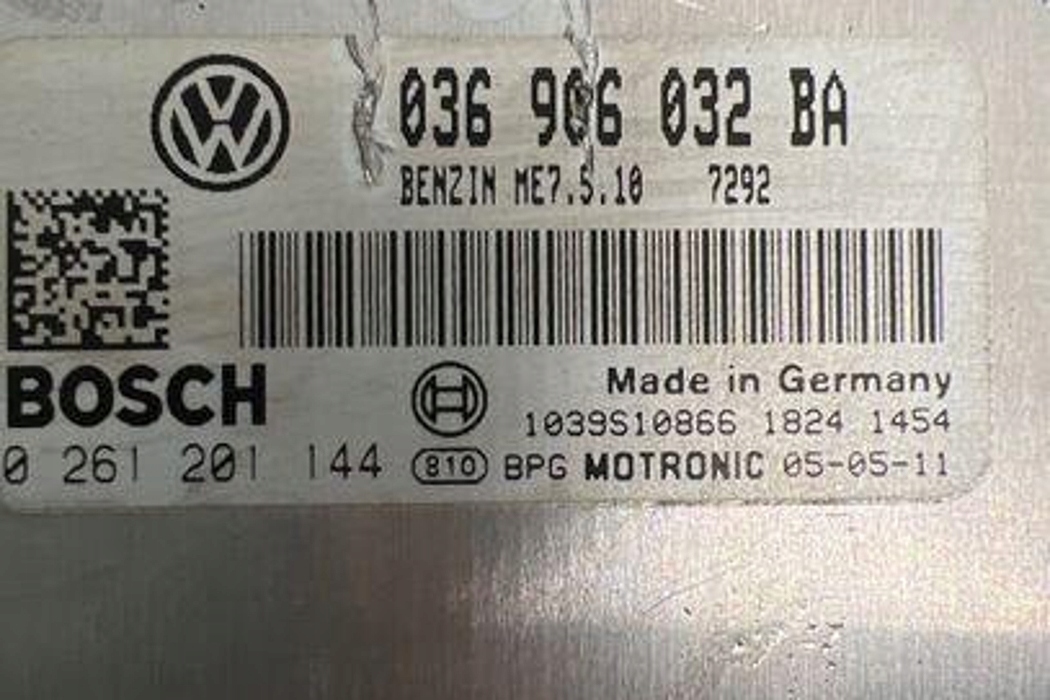 VW
036 906 032 BA
BENZIN ME7.5.10 7292
BOSCH
Made in Germany
1039S10866 1824 1454
0 261 201 144
810 BPG MOTRONIC 05-05-11